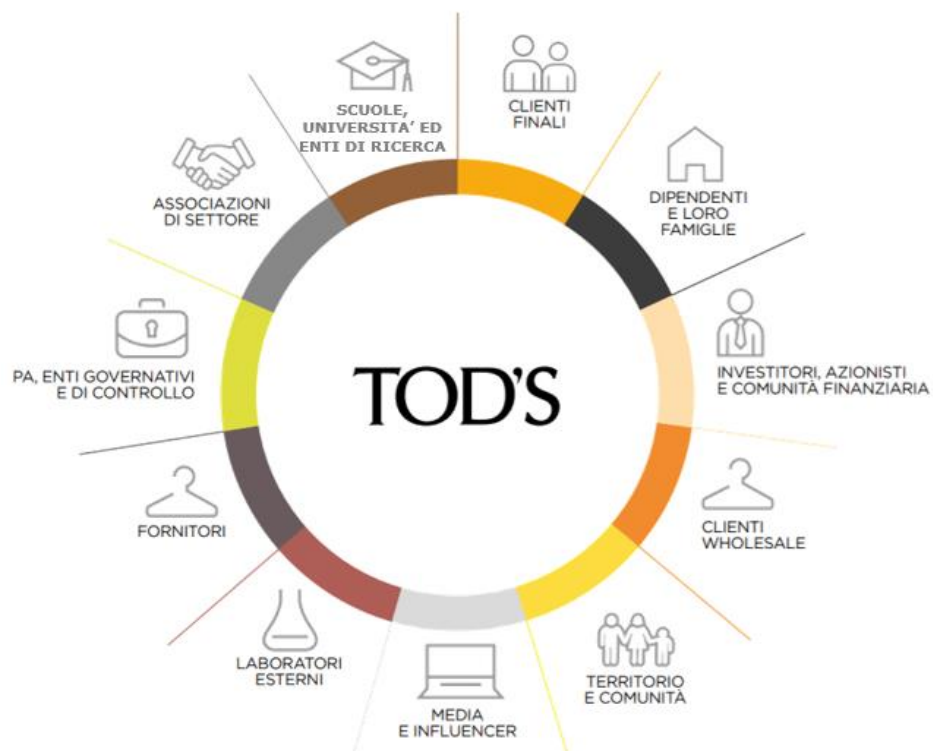 SCUOLE,
UNIVERSITA’ ED
ENTI DI RICERCA
CLIENTI
FINALI
DIPENDENTI
E LORO
FAMIGLIE
INVESTITORI, AZIONISTI
E COMUNITÀ FINANZIARIA
CLIENTI
WHOLESALE
TERRITORIO
E COMUNITÀ
MEDIA
E INFLUENCER
LABORATORI
ESTERNI
FORNITORI
PA, ENTI GOVERNATIVI
E DI CONTROLLO
ASSOCIAZIONI
DI SETTORE
TOD'S